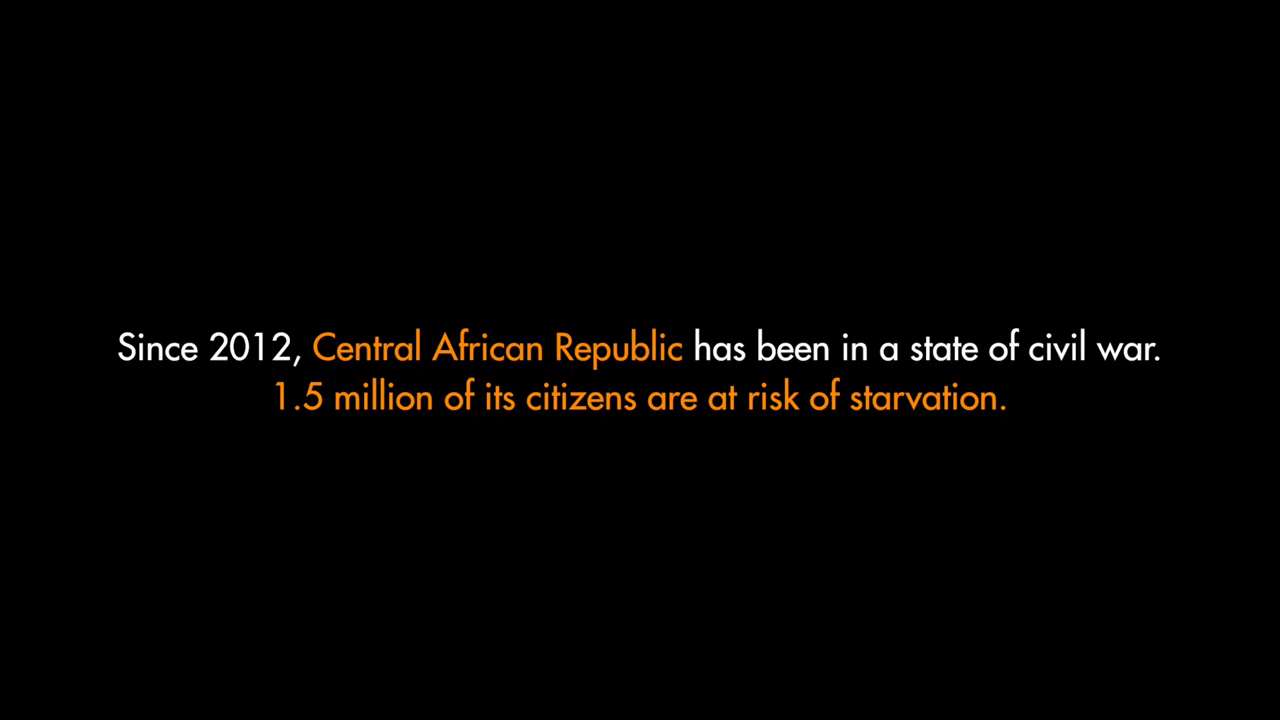 Since 2012, Central African Republic has been in a state of civil war.
1.5 million of its citizens are at risk of starvation.